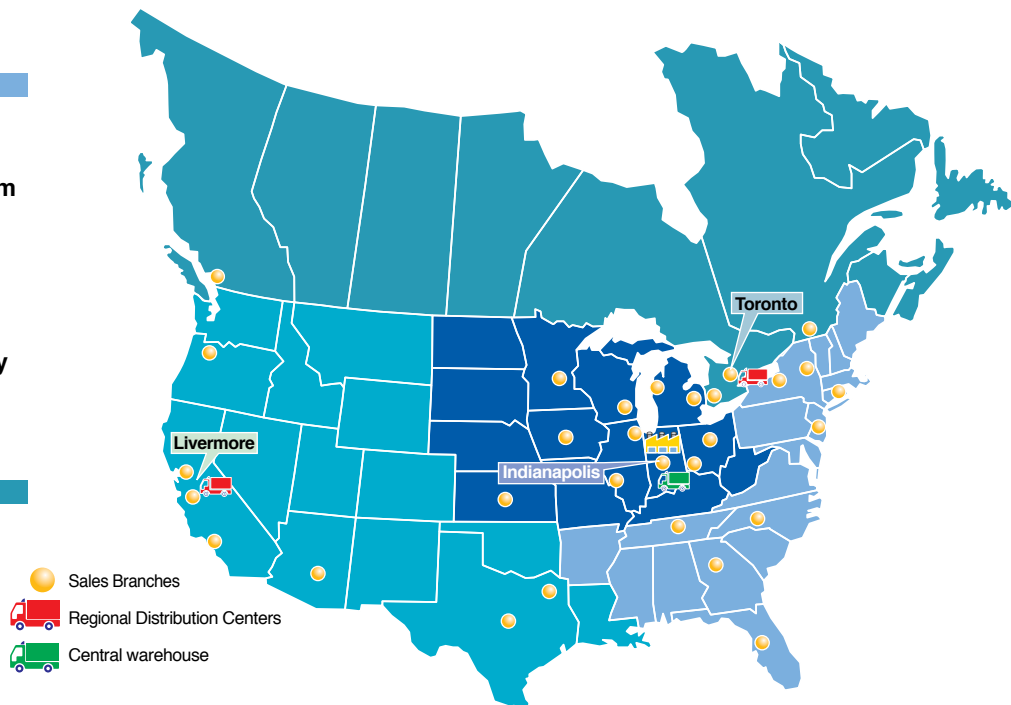 m
y
Toronto
Livermore
Indianapolis
Sales Branches
Regional Distribution Centers
Central warehouse